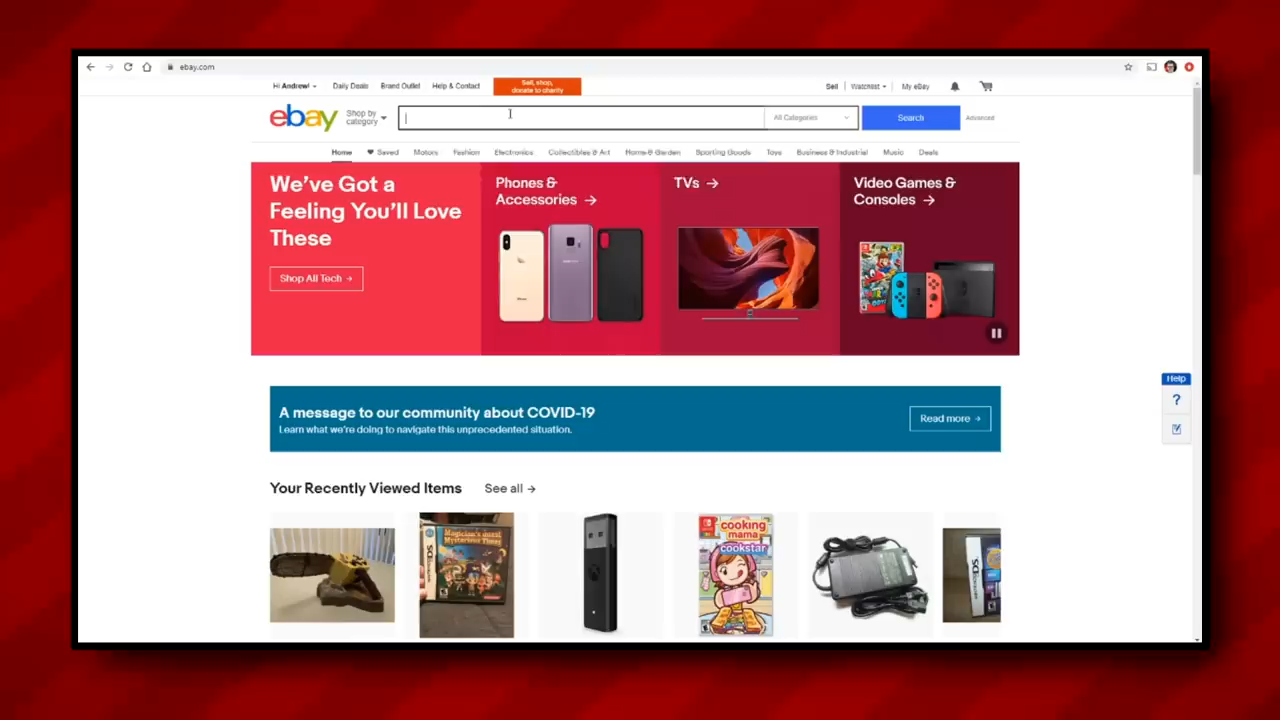 ebay.com
Hi Andrew!
Daily Deals
Brand Outlet
Help & Contact
Sell, shop,
donate to charity
Sell
Watchlist
My eBay
ebay
Shop by
category
All Categories
Search
Advanced
Home
Saved
Motors
Fashion
Electronics
Collectibles & Art
Home & Garden
Sporting Goods
Toys
Business & Industrial
Music
Deals
We've Got a
Feeling You'll Love
These
Shop All Tech →
Phones &
Accessories →
TVs →
Video Games &
Consoles →
Help
?
A message to our community about COVID-19
Learn what we're doing to navigate this unprecedented situation.
Read more →
Your Recently Viewed Items
See all →
Magician's Quest
Mysterious Times
cooking
mama
cookstar